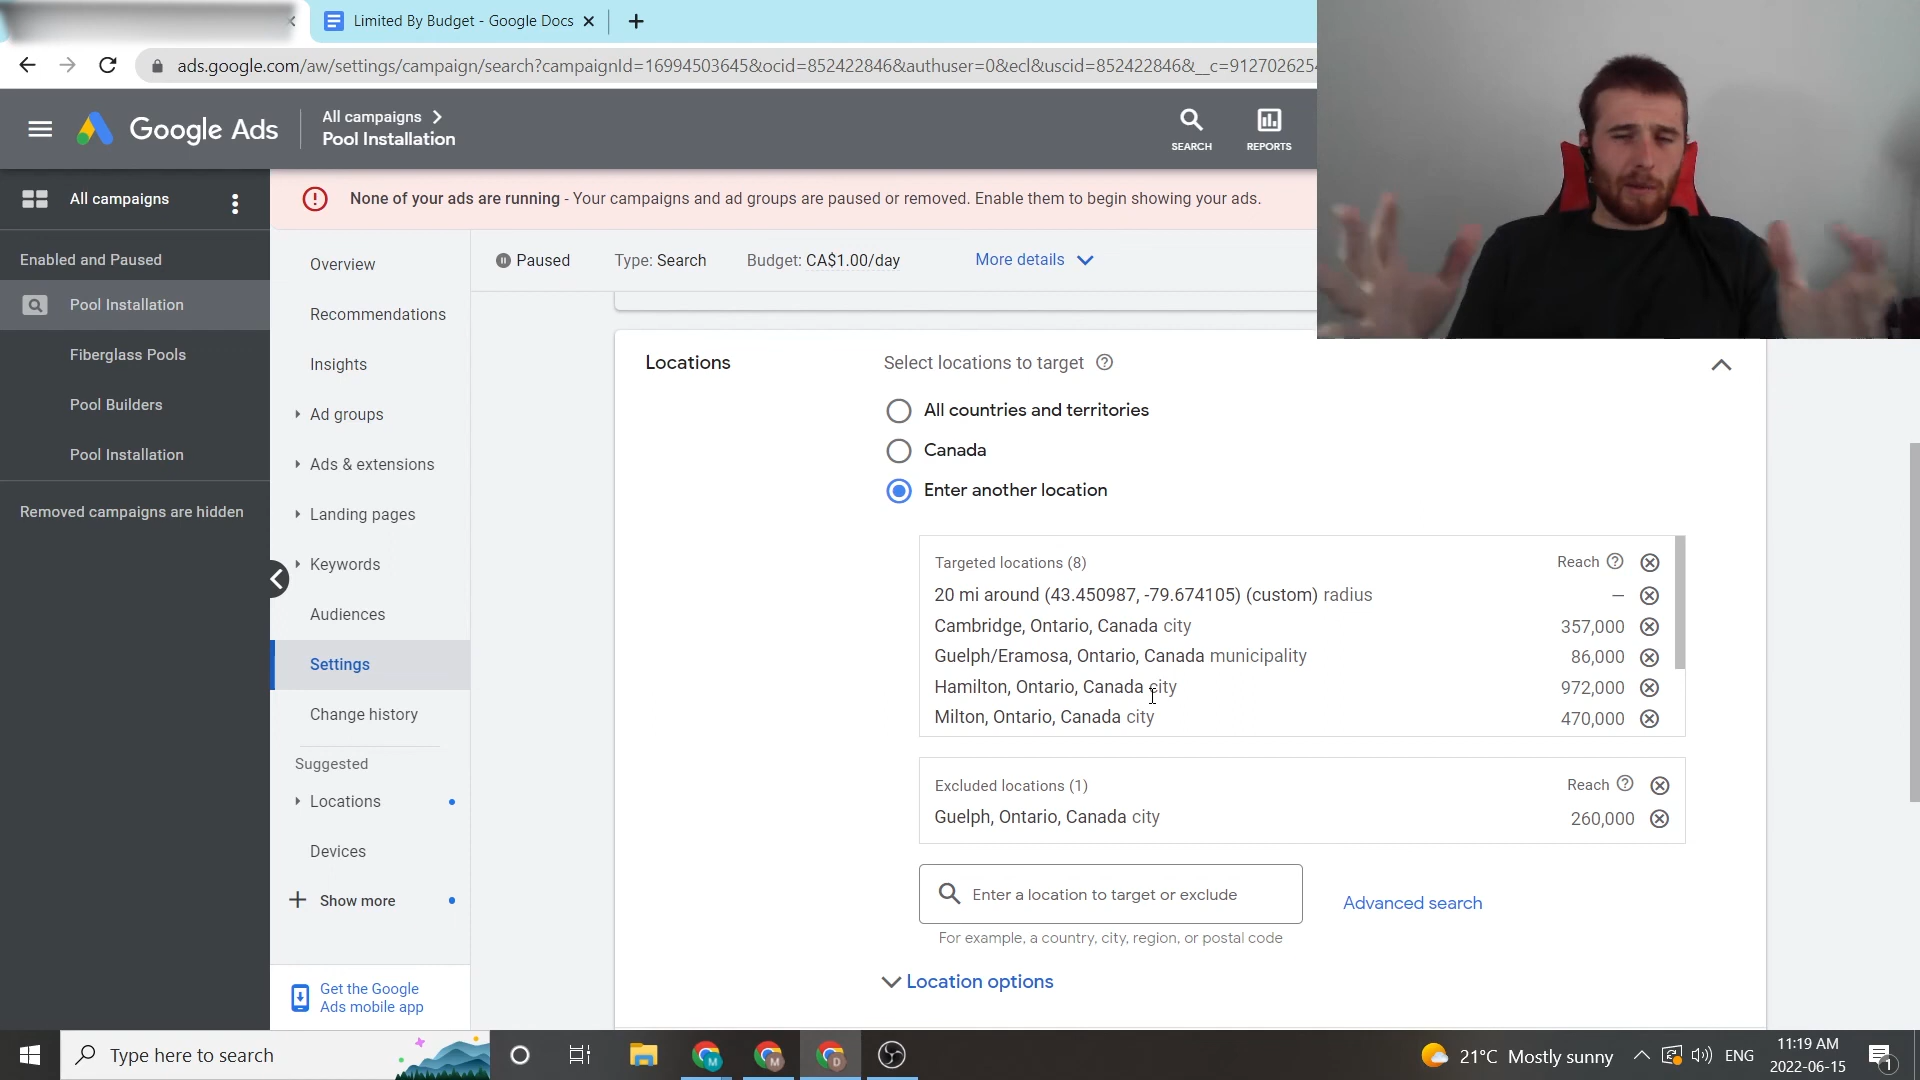 Limited By Budget - Google Docs
ads.google.com/aw/settings/campaign/search?campaignId=16994503645&ocid=852422846&authuser=0&ecl&uscid=852422846&__c=912702625
Google Ads
All campaigns
Pool Installation
SEARCH
REPORTS
All campaigns
None of your ads are running - Your campaigns and ad groups are paused or removed. Enable them to begin showing your ads.
Enabled and Paused
Pool Installation
Fiberglass Pools
Pool Builders
Pool Installation
Removed campaigns are hidden
Overview
Recommendations
Insights
Ad groups
Ads & extensions
Landing pages
Keywords
Audiences
Settings
Change history
Suggested
Locations
Devices
Show more
Get the Google
Ads mobile app
Paused
Type: Search
Budget: CA$1.00/day
More details
Locations
Select locations to target
All countries and territories
Canada
Enter another location
Targeted locations (8) Reach
20 mi around (43.450987, -79.674105) (custom) radius –
Cambridge, Ontario, Canada city 357,000
Guelph/Eramosa, Ontario, Canada municipality 86,000
Hamilton, Ontario, Canada city 972,000
Milton, Ontario, Canada city 470,000
Excluded locations (1) Reach
Guelph, Ontario, Canada city 260,000
Enter a location to target or exclude
Advanced search
For example, a country, city, region, or postal code
Location options
Type here to search
M
M
D
21°C Mostly sunny
ENG
11:19 AM
2022-06-15
1